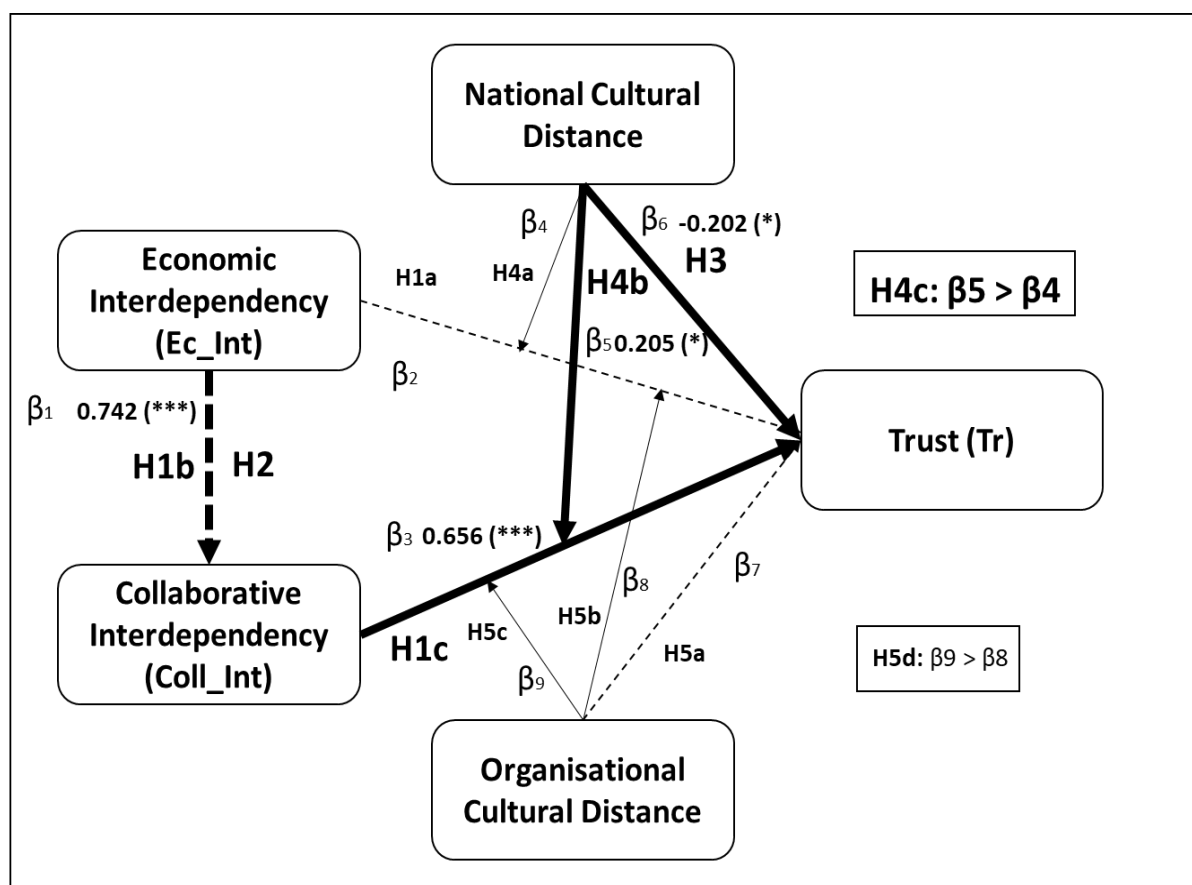 National Cultural
Distance
β4
β6 -0.202 (*)
H3
Economic
Interdependency
(Ec_Int)
H1a
H4a
H4b
H4c: β5 > β4
β5 0.205 (*)
β2
β1 0.742 (***)
H1b
H2
Trust (Tr)
β3 0.656 (***)
Collaborative
Interdependency
(Coll_Int)
H1c
H5c
β9
H5b
β8
β7
H5a
H5d: β9 > β8
Organisational
Cultural Distance